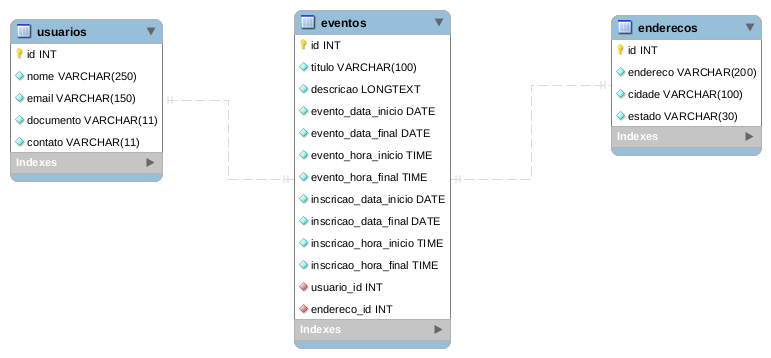 usuarios
id INT
nome VARCHAR(250)
email VARCHAR(150)
documento VARCHAR(11)
contato VARCHAR(11)
Indexes
eventos
id INT
titulo VARCHAR(100)
descricao LONGTEXT
evento_data_inicio DATE
evento_data_final DATE
evento_hora_inicio TIME
evento_hora_final TIME
inscricao_data_inicio DATE
inscricao_data_final DATE
inscricao_hora_inicio TIME
inscricao_hora_final TIME
usuario_id INT
endereco_id INT
Indexes
enderecos
id INT
endereco VARCHAR(200)
cidade VARCHAR(100)
estado VARCHAR(30)
Indexes